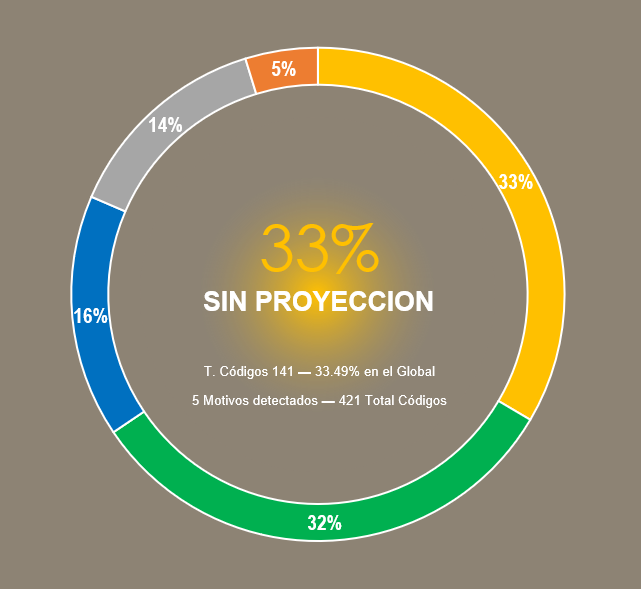 5%
14%
33%
33%
SIN PROYECCION
16%
T. Códigos 141 — 33.49% en el Global
5 Motivos detectados — 421 Total Códigos
32%